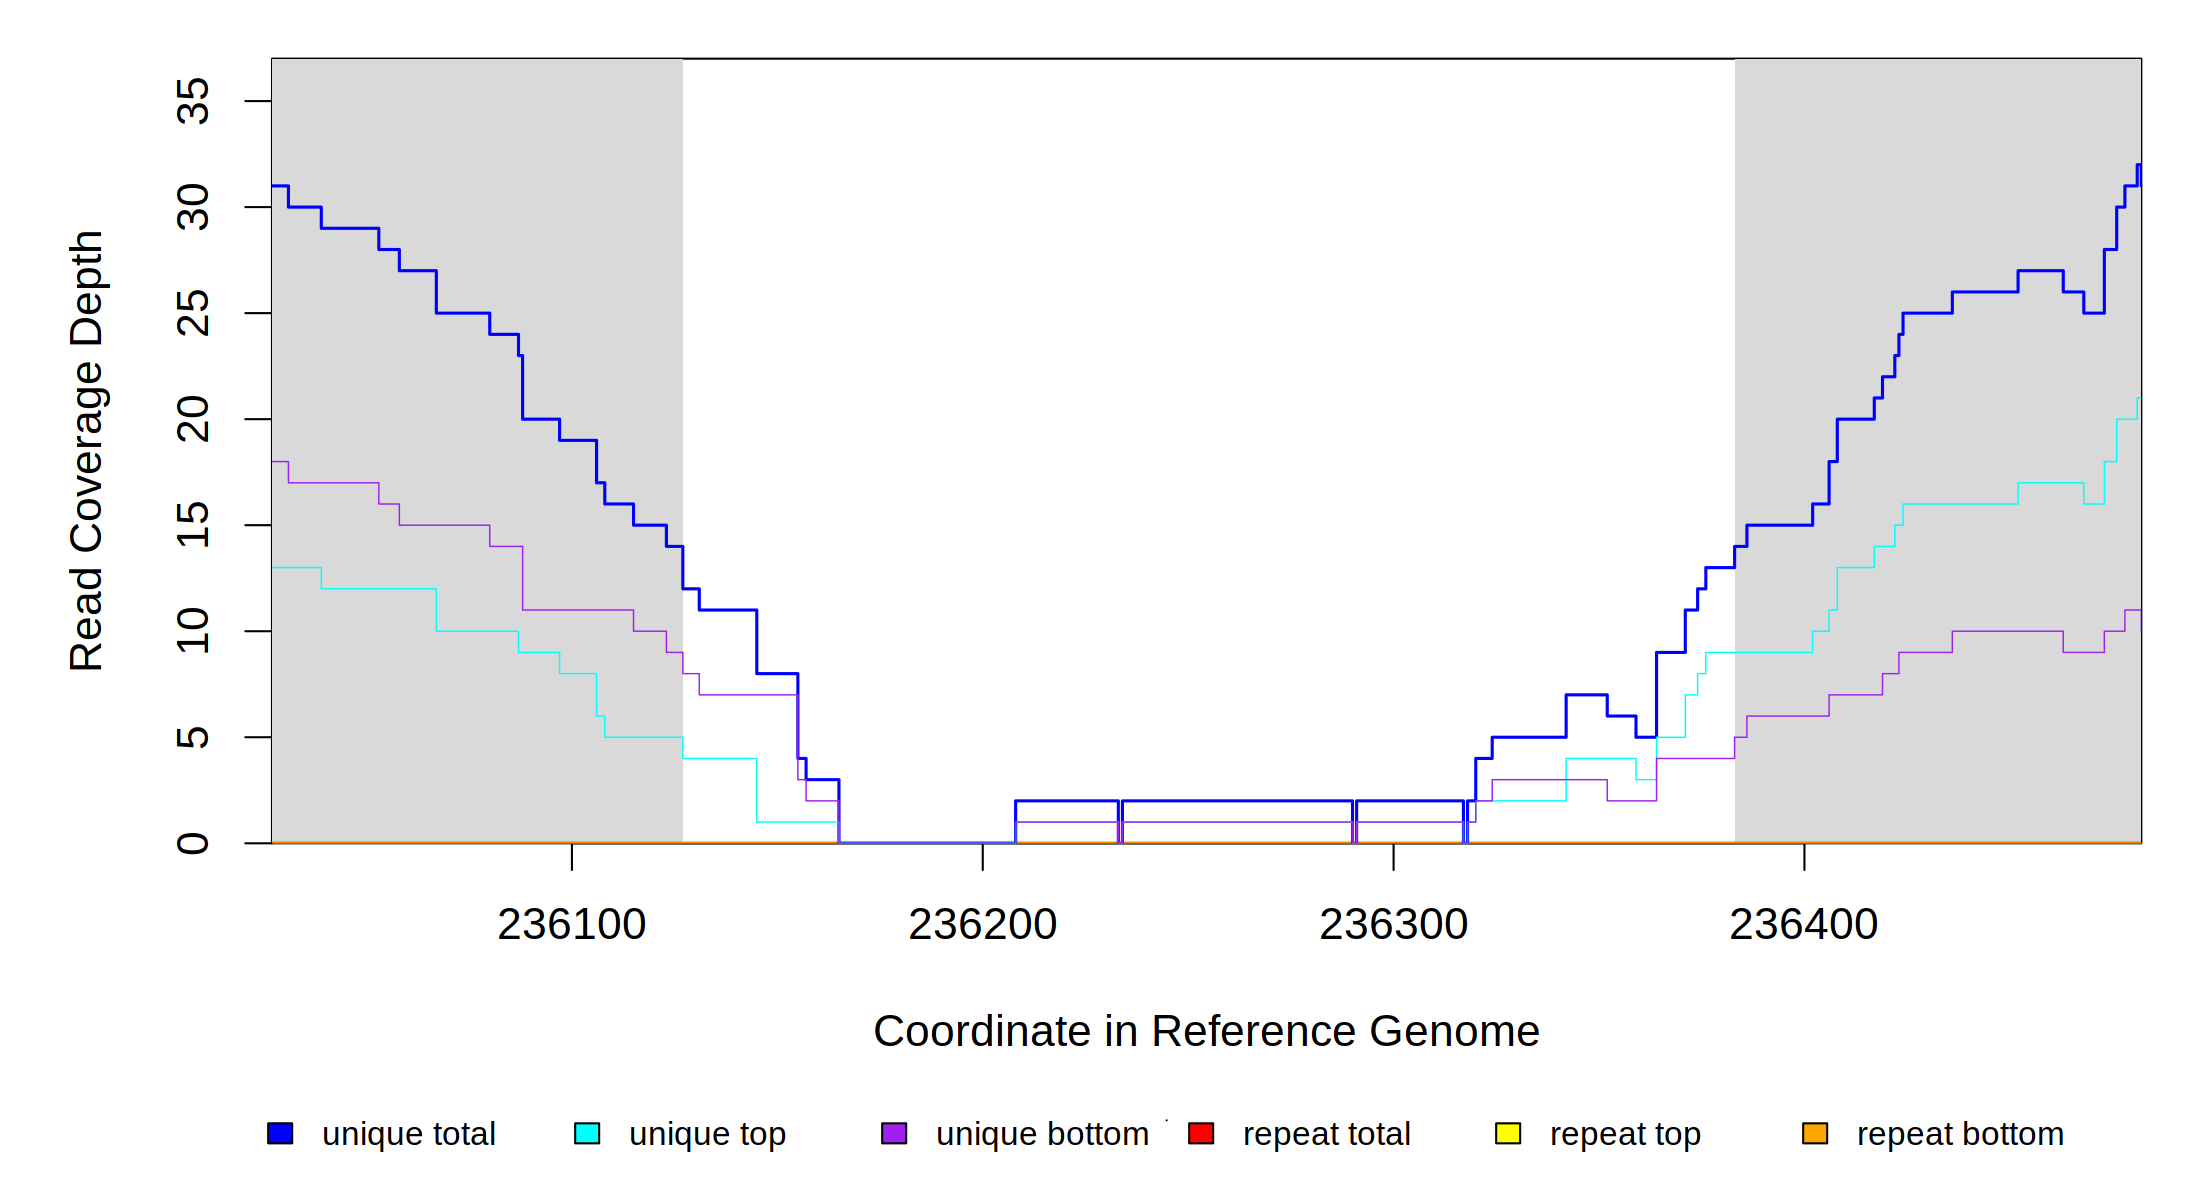 35
30
25
20
15
10
5
0
Read Coverage Depth
236100 236200 236300 236400
Coordinate in Reference Genome
unique total unique top unique bottom repeat total repeat top repeat bottom